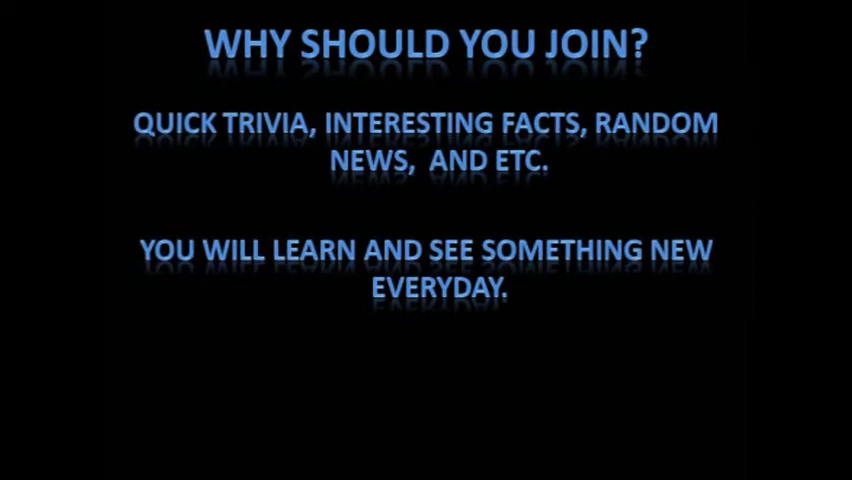 WHY SHOULD YOU JOIN?
QUICK TRIVIA, INTERESTING FACTS, RANDOM
NEWS, AND ETC.
YOU WILL LEARN AND SEE SOMETHING NEW
EVERYDAY.